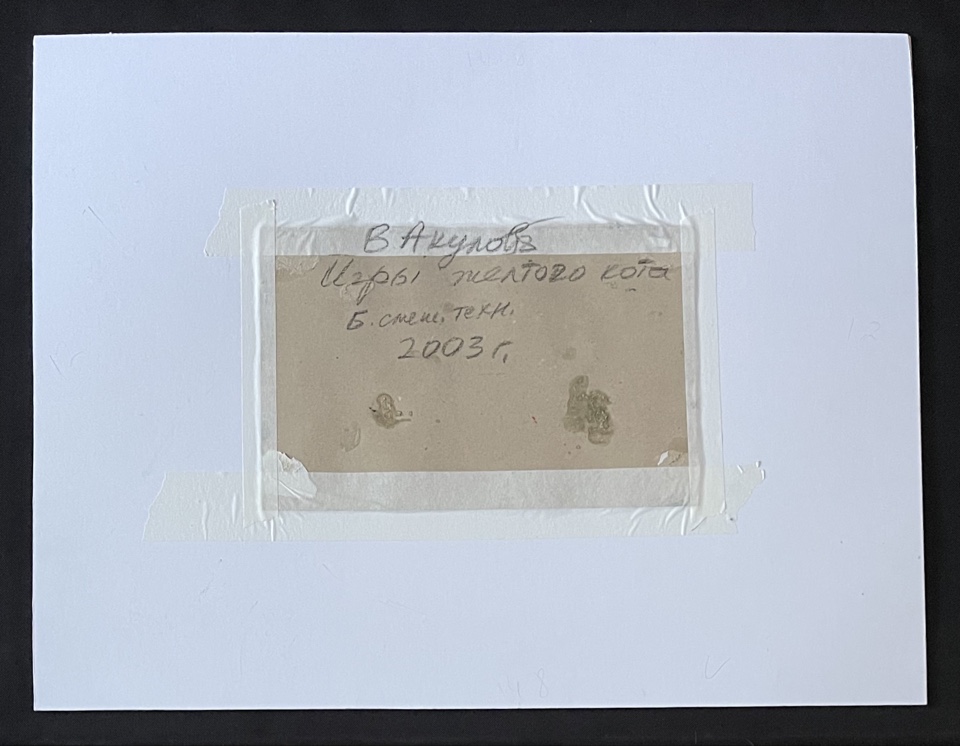 В Акулов
Игры желтого кота
Б. смеш. техн.
2003 г.